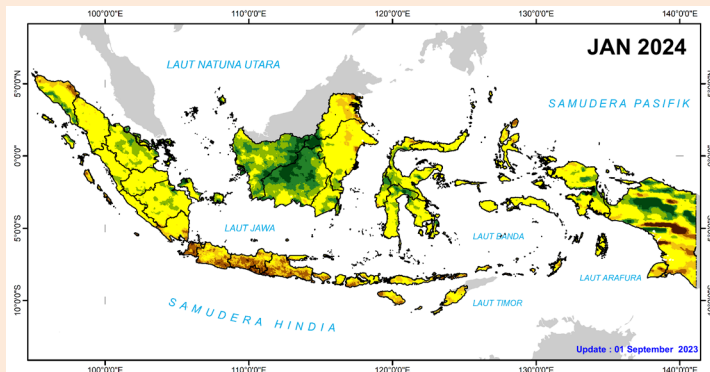 100°0'0"E 110°0'0"E 120°0'0"E 130°0'0"E 140°0'0"E
JAN 2024
LAUT NATUNA UTARA
5°0'0"N
SAMUDERA PASIFIK
0°0'0"
5°0'0"S
LAUT JAWA
LAUT BANDA
LAUT ARAFURA
10°0'0"S
SAMUDERA HINDIA
LAUT TIMOR
Update : 01 September 2023
100°0'0"E 110°0'0"E 120°0'0"E 130°0'0"E 140°0'0"E